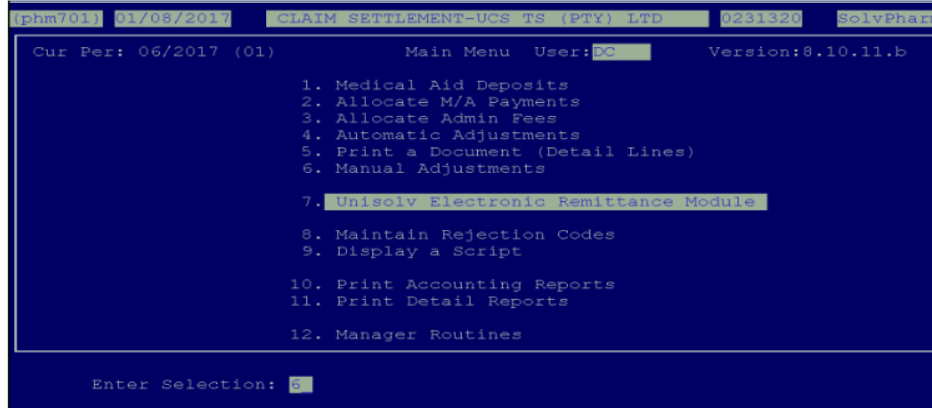 (phm701) 01/08/2017 CLAIM SETTLEMENT-UCS TS (PTY) LTD 0231320 SolvPharm
Cur Per: 06/2017 (01) Main Menu User:DC Version:8.10.11.b
1. Medical Aid Deposits
2. Allocate M/A Payments
3. Allocate Admin Fees
4. Automatic Adjustments
5. Print a Document (Detail Lines)
6. Manual Adjustments
7. Unisolv Electronic Remittance Module
8. Maintain Rejection Codes
9. Display a Script
10. Print Accounting Reports
11. Print Detail Reports
12. Manager Routines
Enter Selection: 6